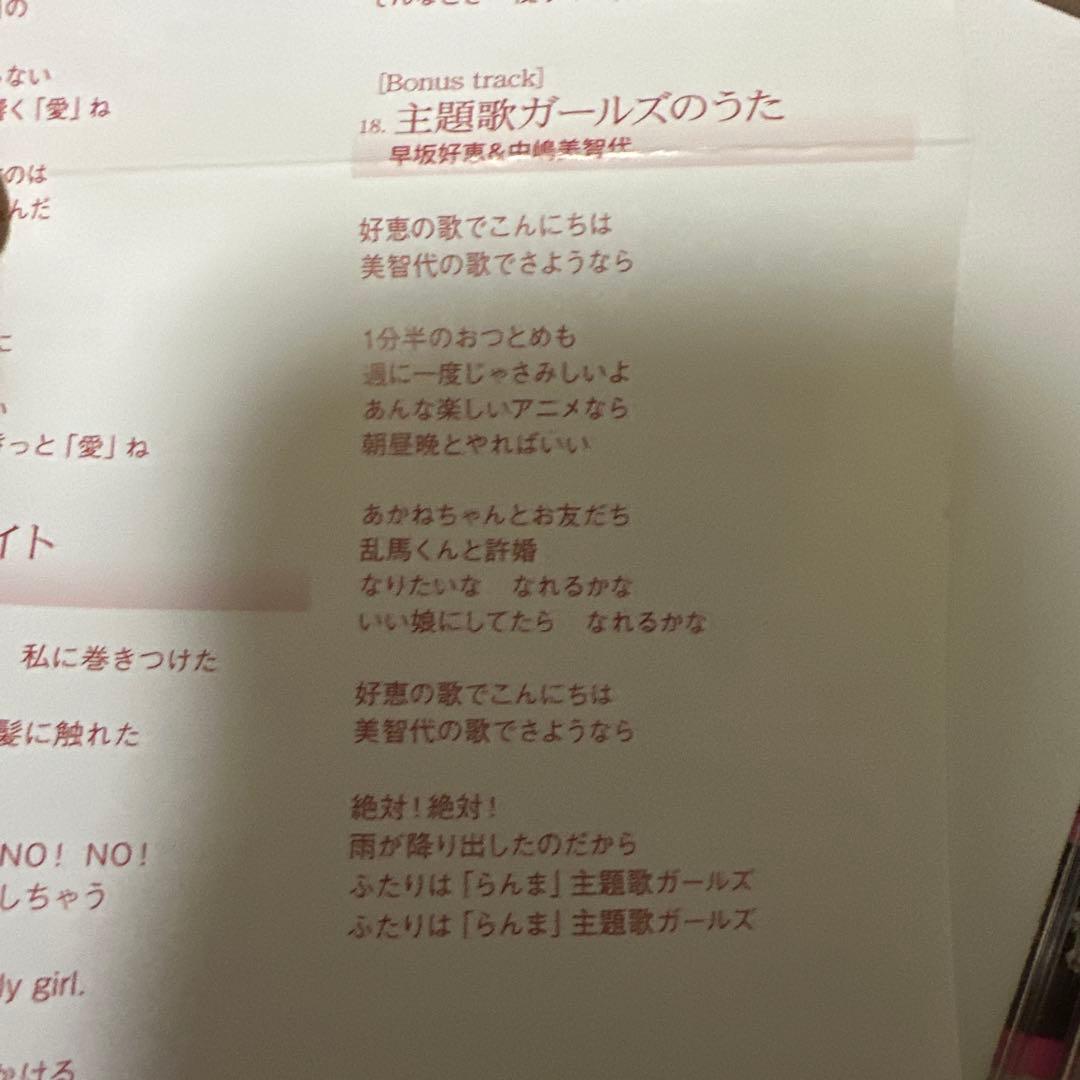 ない
く「愛」ね
のは
んだ
っと「愛」ね
イト
私に巻きつけた
髪に触れた
NO! NO!
しちゃう
ly girl.
かける
[Bonus track]
18. 主題歌ガールズのうた
早坂好恵&中嶋美智代
好恵の歌でこんにちは
美智代の歌でさようなら
1分半のおつとめも
週に一度じゃさみしいよ
あんな楽しいアニメなら
朝昼晩とやればいい
あかねちゃんとお友だち
乱馬くんと許婚
なりたいな　なれるかな
いい娘にしてたら　なれるかな
好恵の歌でこんにちは
美智代の歌でさようなら
絶対!絶対!
雨が降り出したのだから
ふたりは「らんま」主題歌ガールズ
ふたりは「らんま」主題歌ガールズ